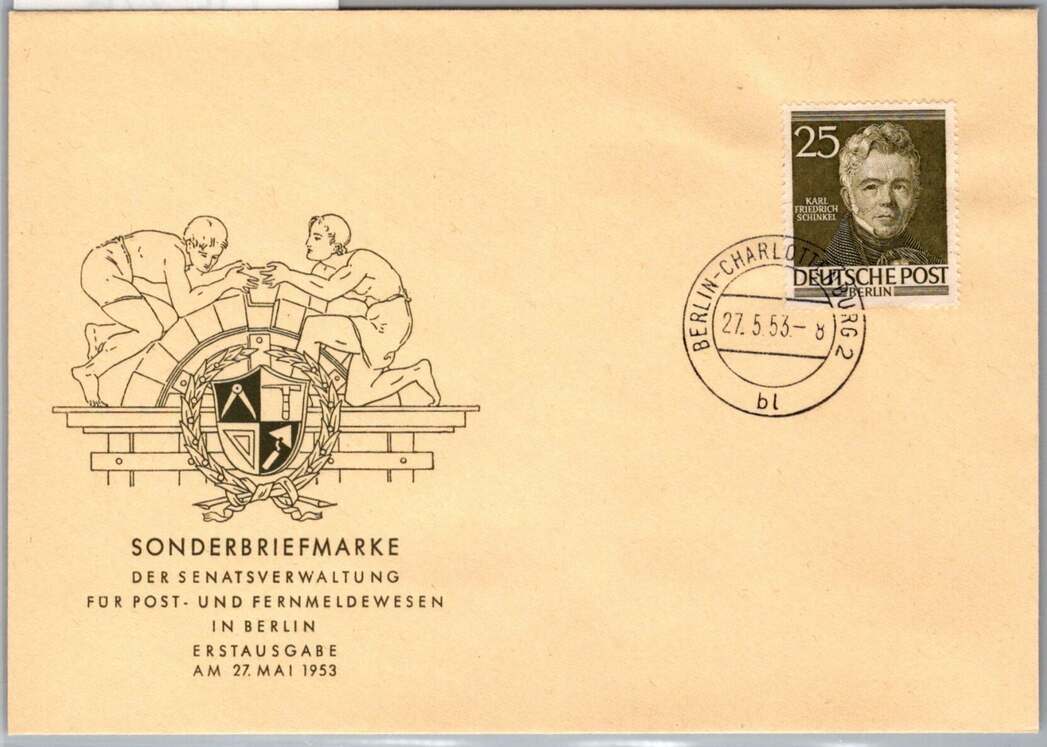 25
KARL
FRIEDRICH
SCHINKEL
DEUTSCHE POST
BERLIN
BERLIN-CHARLOTTENBURG 2
27.5.53-8
bl
SONDERBRIEFMARKE
DER SENATSVERWALTUNG
FÜR POST- UND FERNMELDEWESEN
IN BERLIN
ERSTAUSGABE
AM 27. MAI 1953